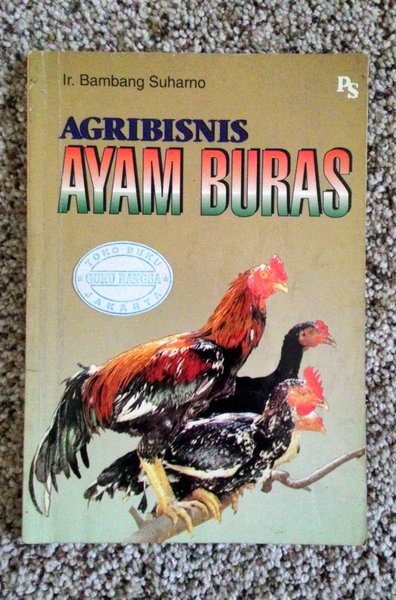 Ir. Bambang Suharno
PS
AGRIBISNIS
AYAM BURAS
TOKO BUKU
GURU BANGSA
JAKARTA